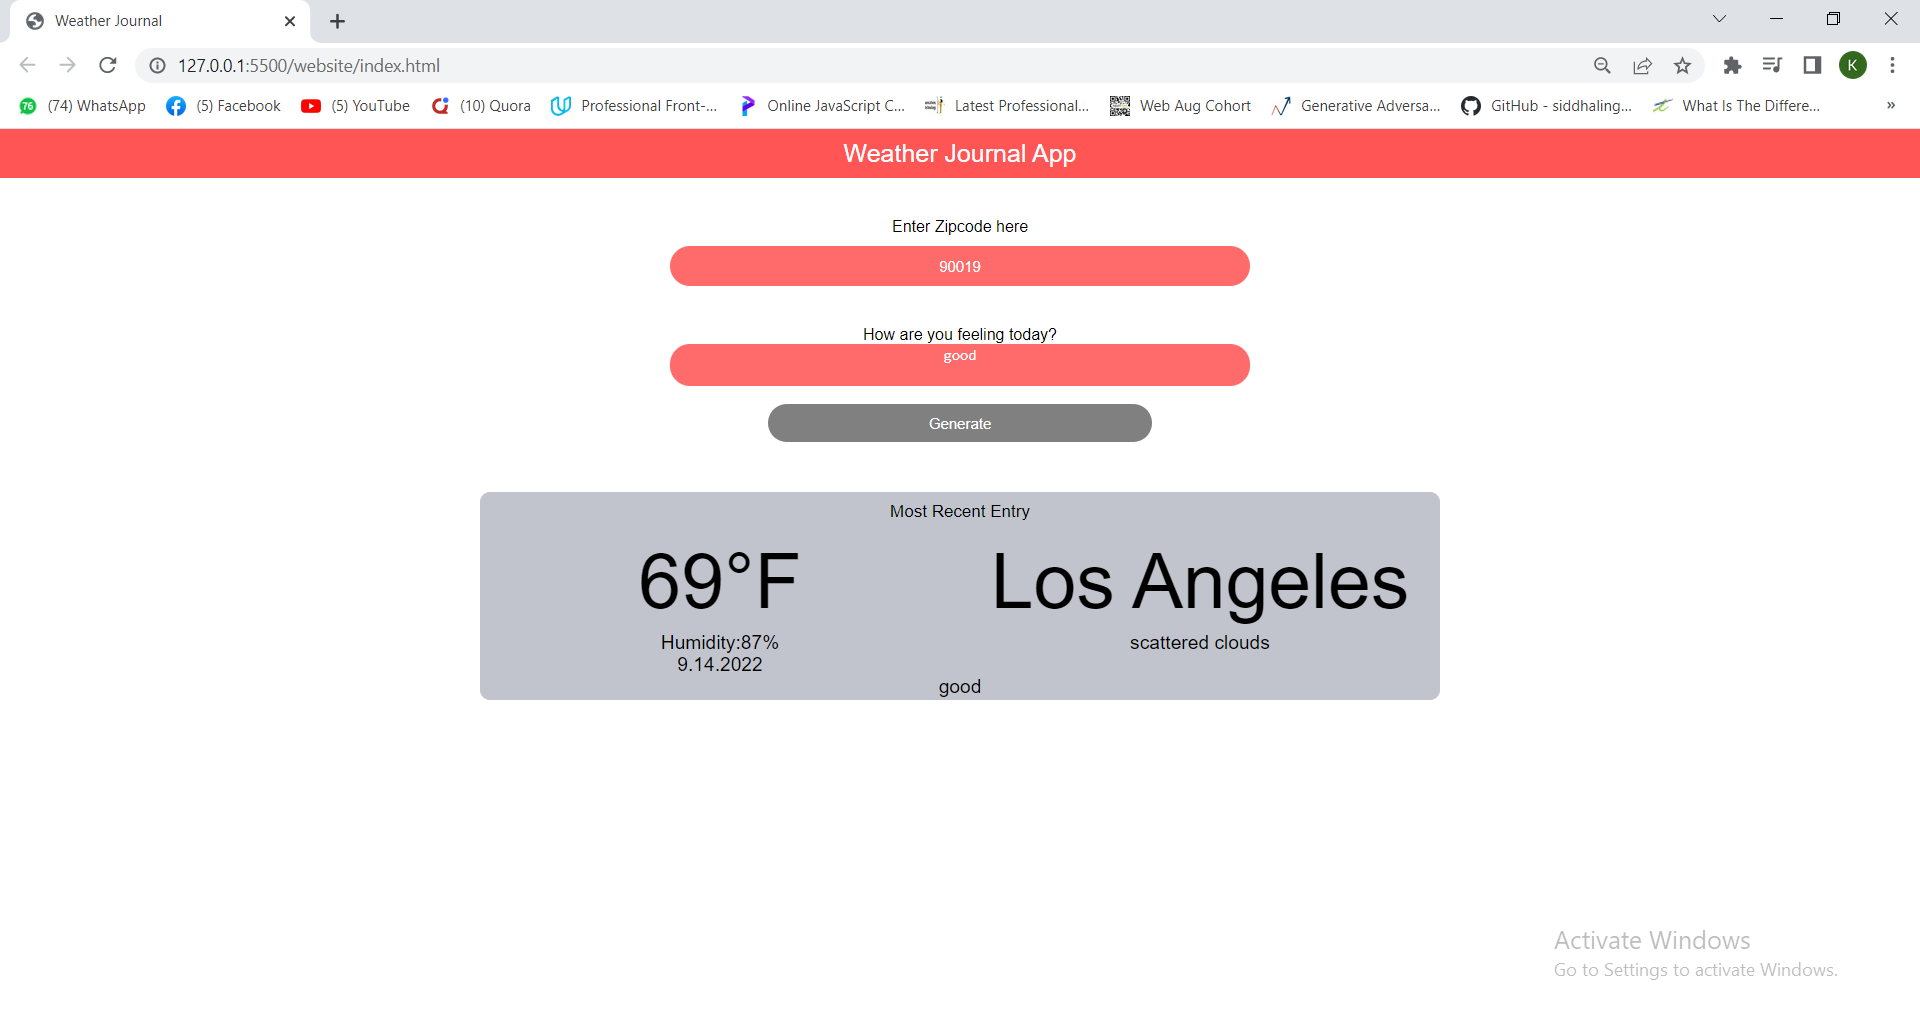 Weather Journal
127.0.0.1:5500/website/index.html
K
76 (74) WhatsApp (5) Facebook (5) YouTube (10) Quora Professional Front-... Online JavaScript C... Latest Professional... Web Aug Cohort Generative Adversa... GitHub - siddhaling... What Is The Differe... »
Weather Journal App
Enter Zipcode here
90019
How are you feeling today?
good
Generate
Most Recent Entry
69°F Los Angeles
Humidity:87% scattered clouds
9.14.2022
good
Activate Windows
Go to Settings to activate Windows.